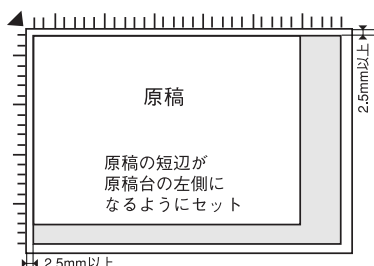 原稿
2.5mm以上
原稿の短辺が
原稿台の左側に
なるようにセット
2.5mm以上